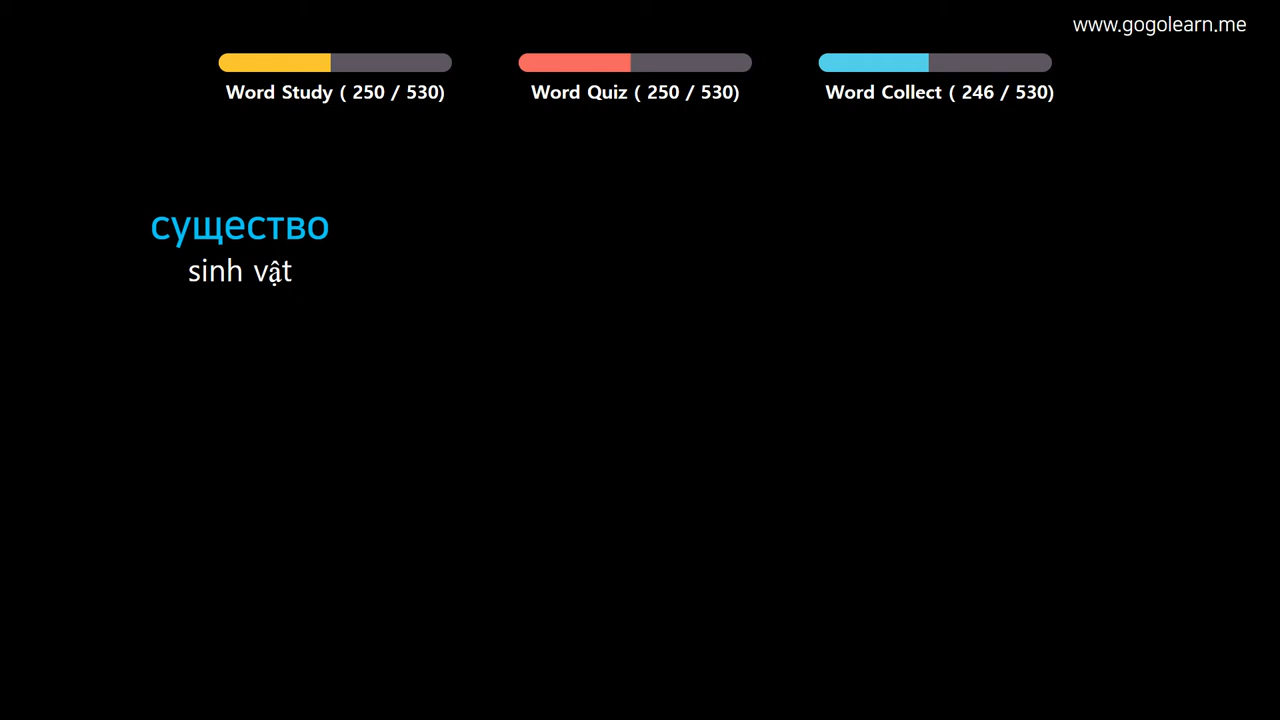 www.gogolearn.me
Word Study ( 250 / 530)
Word Quiz ( 250 / 530)
Word Collect ( 246 / 530)
существо
sinh vật